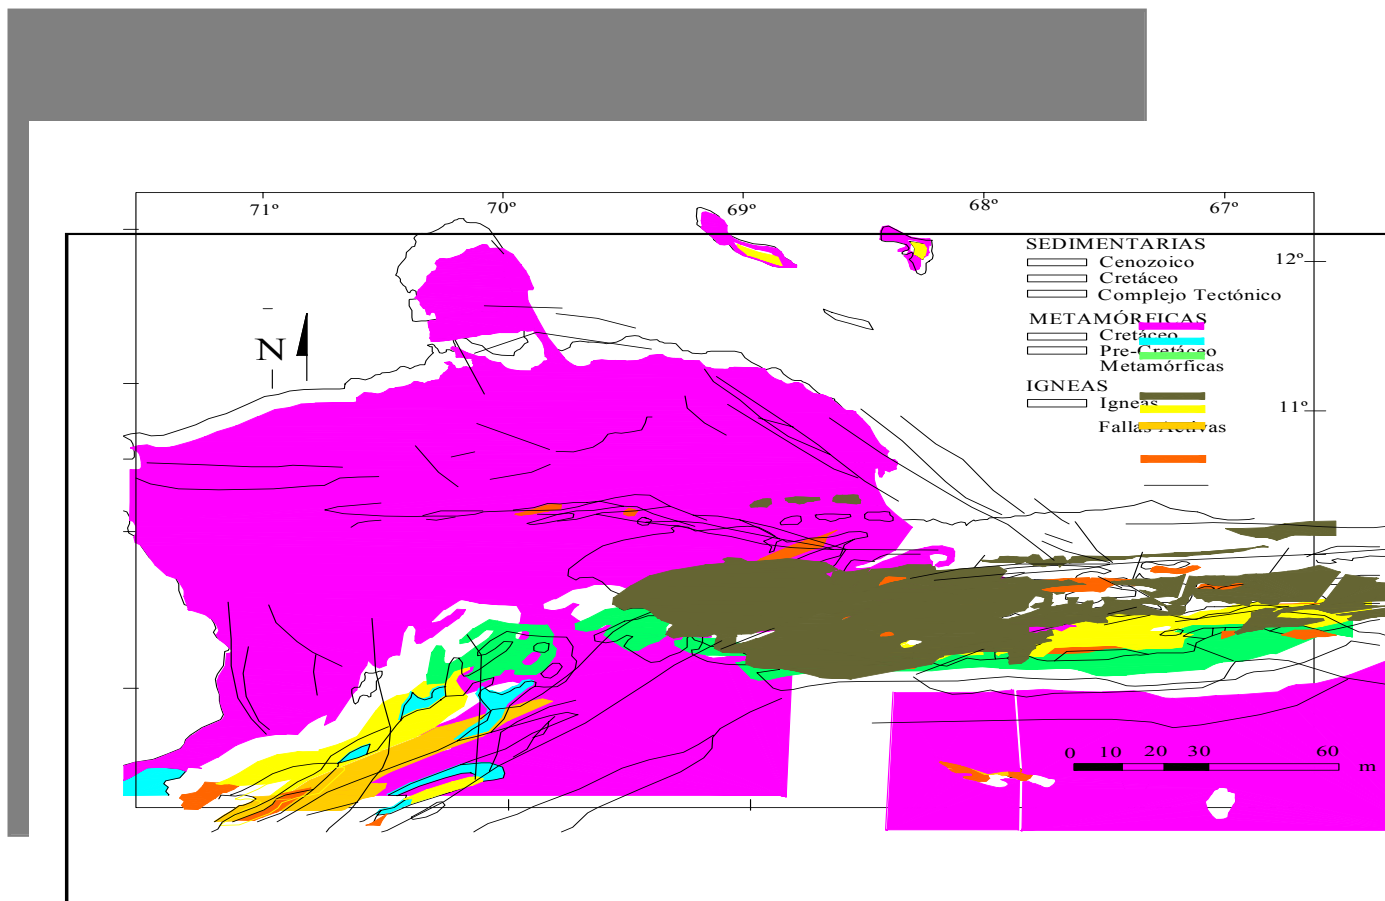 71º 70º 69º 68º 67º
SEDIMENTARIAS
Cenozoico
12º
Cretáceo
Complejo Tectónico
METAMÓRFICAS
Cretáceo
Pre-Cretáceo
Metamórficas
N
IGNEAS
Igneas
11º
Fallas Activas
0 10 20 30 60
m